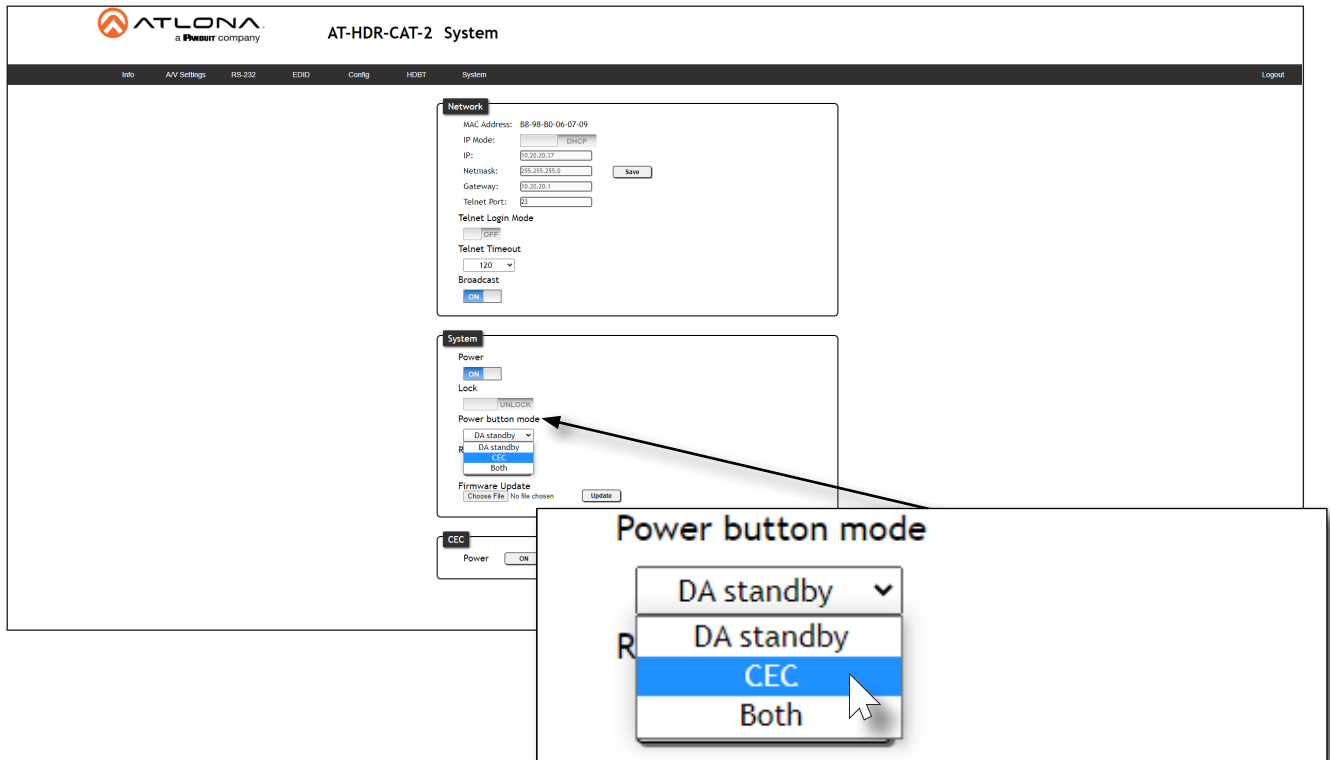 ATLONA.
a PANDUIT company
AT-HDR-CAT-2 System
Info A/V Settings RS-232 EDID Config HDBT System Logout
Network
MAC Address: B8-98-B0-06-07-09
IP Mode: DHCP
IP: 10.20.20.37
Netmask: 255.255.255.0 Save
Gateway: 10.20.20.1
Telnet Port: 23
Telnet Login Mode
OFF
Telnet Timeout
120
Broadcast
ON
System
Power
ON
Lock
UNLOCK
Power button mode
DA standby
DA standby
R
CEC
Both
Firmware Update
Choose File No file chosen Update
CEC
Power ON
Power button mode
DA standby
R DA standby
CEC
Both